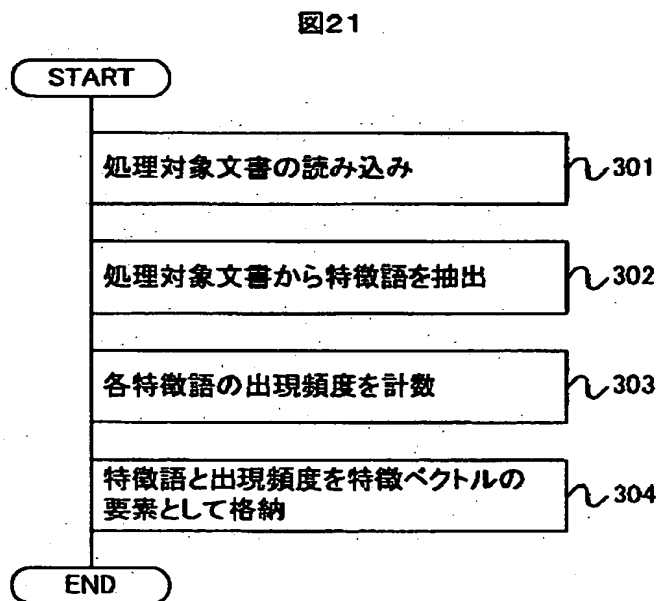 図21
START
処理対象文書の読み込み 301
処理対象文書から特徴語を抽出 302
各特徴語の出現頻度を計数 303
特徴語と出現頻度を特徴ベクトルの
要素として格納 304
END